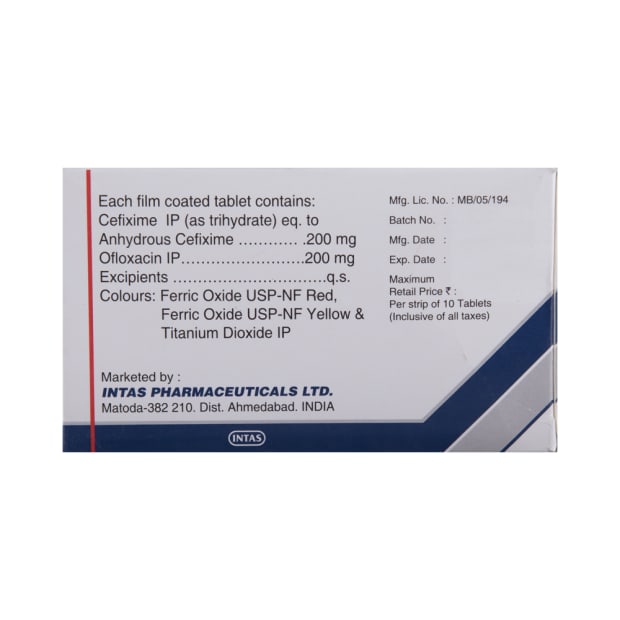 Each film coated tablet contains:
Cefixime IP (as trihydrate) eq. to
Anhydrous Cefixime ............ .200 mg
Ofloxacin IP........................200 mg
Excipients ..............................q.s.
Colours: Ferric Oxide USP-NF Red,
Ferric Oxide USP-NF Yellow &
Titanium Dioxide IP
Marketed by :
INTAS PHARMACEUTICALS LTD.
Matoda-382 210. Dist. Ahmedabad. INDIA
INTAS
Mfg. Lic. No. : MB/05/194
Batch No. :
Mfg. Date :
Exp. Date :
Maximum
Retail Price ₹ :
Per strip of 10 Tablets
(Inclusive of all taxes)